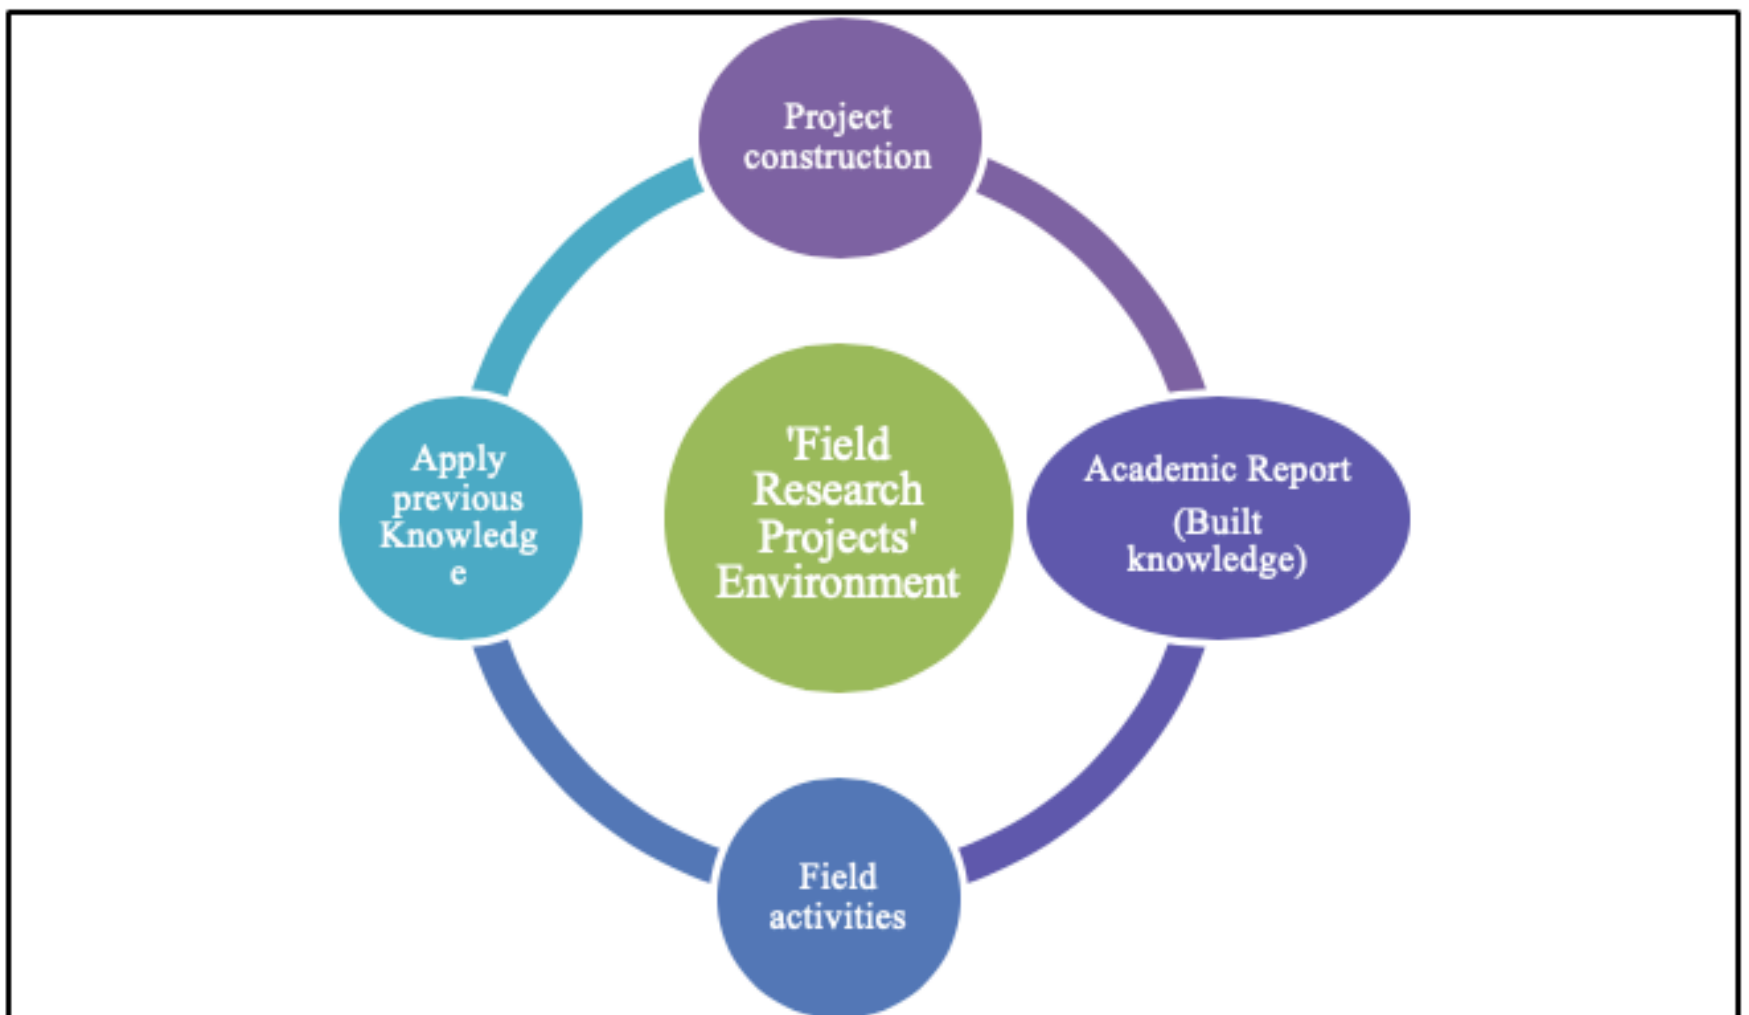 Project
construction
Apply
previous
Knowledg
e
'Field
Research
Projects'
Environment
Academic Report
(Built
knowledge)
Field
activities